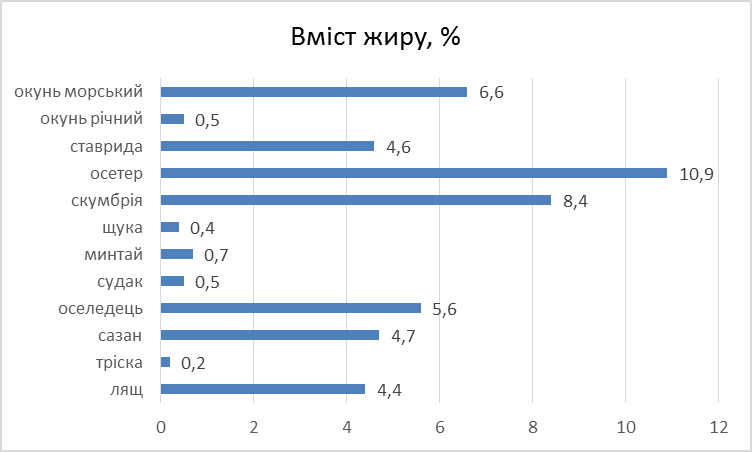 Вміст жиру, %
окунь морський 6,6
окунь річний 0,5
ставрида 4,6
осетер 10,9
скумбрія 8,4
щука 0,4
минтай 0,7
судак 0,5
оселедець 5,6
сазан 4,7
тріска 0,2
лящ 4,4
0 2 4 6 8 10 12